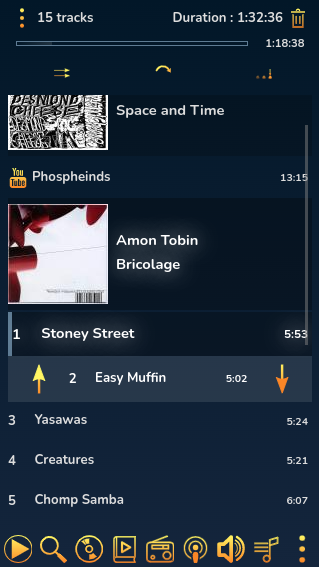 15 tracks
Duration : 1:32:36
1:18:38
Space and Time
You
Tube
Phospheinds
13:15
Amon Tobin
Bricolage
1 Stoney Street 5:53
2 Easy Muffin 5:02
3 Yasawas 5:24
4 Creatures 5:21
5 Chomp Samba 6:07